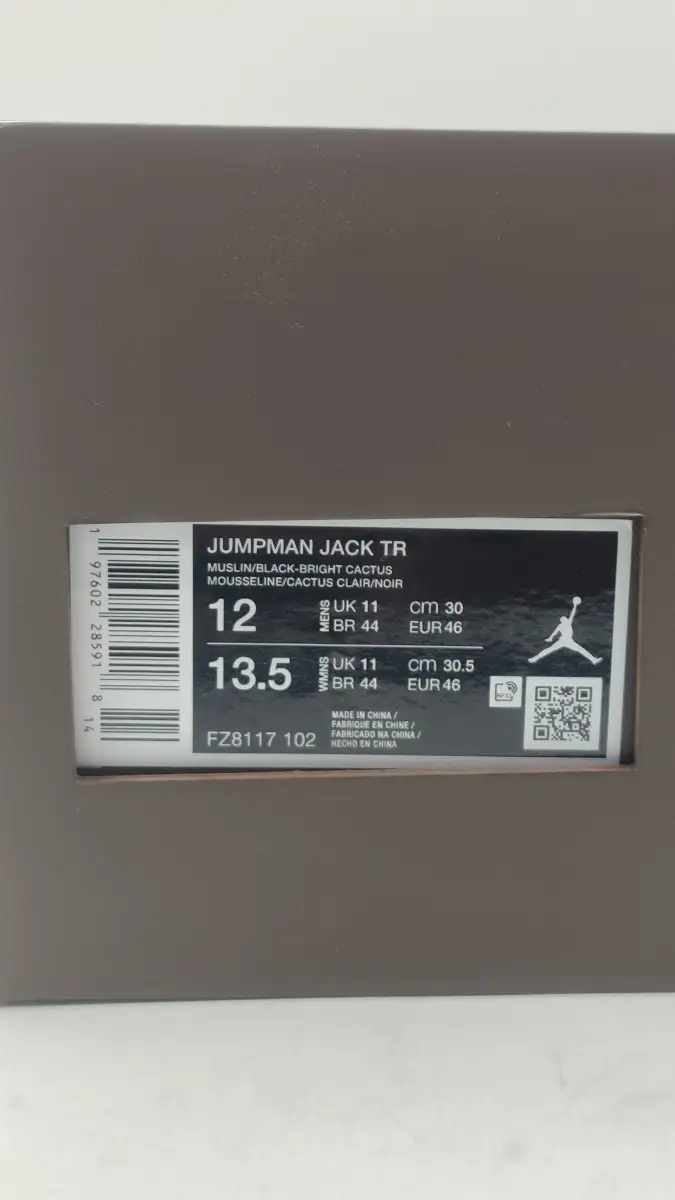 1 97602 28591 8 14
JUMPMAN JACK TR
MUSLIN/BLACK-BRIGHT CACTUS
MOUSSELINE/CACTUS CLAIR/NOIR
12 MENS UK 11 cm 30
BR 44 EUR 46
13.5 WMNS UK 11 cm 30.5
BR 44 EUR 46
FZ8117 102
MADE IN CHINA /
FABRIQUE EN CHINE /
FABRICADO NA CHINA /
HECHO EN CHINA
RFID